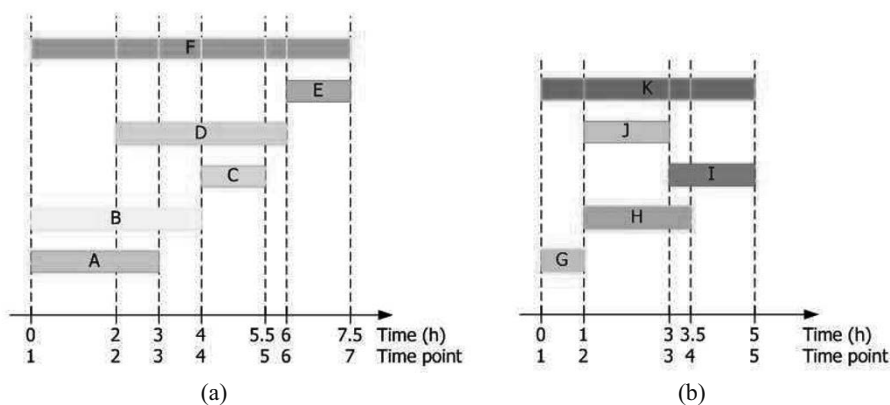 F
E
D
C
B
A
0 2 3 4 5.5 6 7.5 Time (h)
1 2 3 4 5 6 7 Time point
(a)
K
J
I
H
G
0 1 3 3.5 5 Time (h)
1 2 3 4 5 Time point
(b)